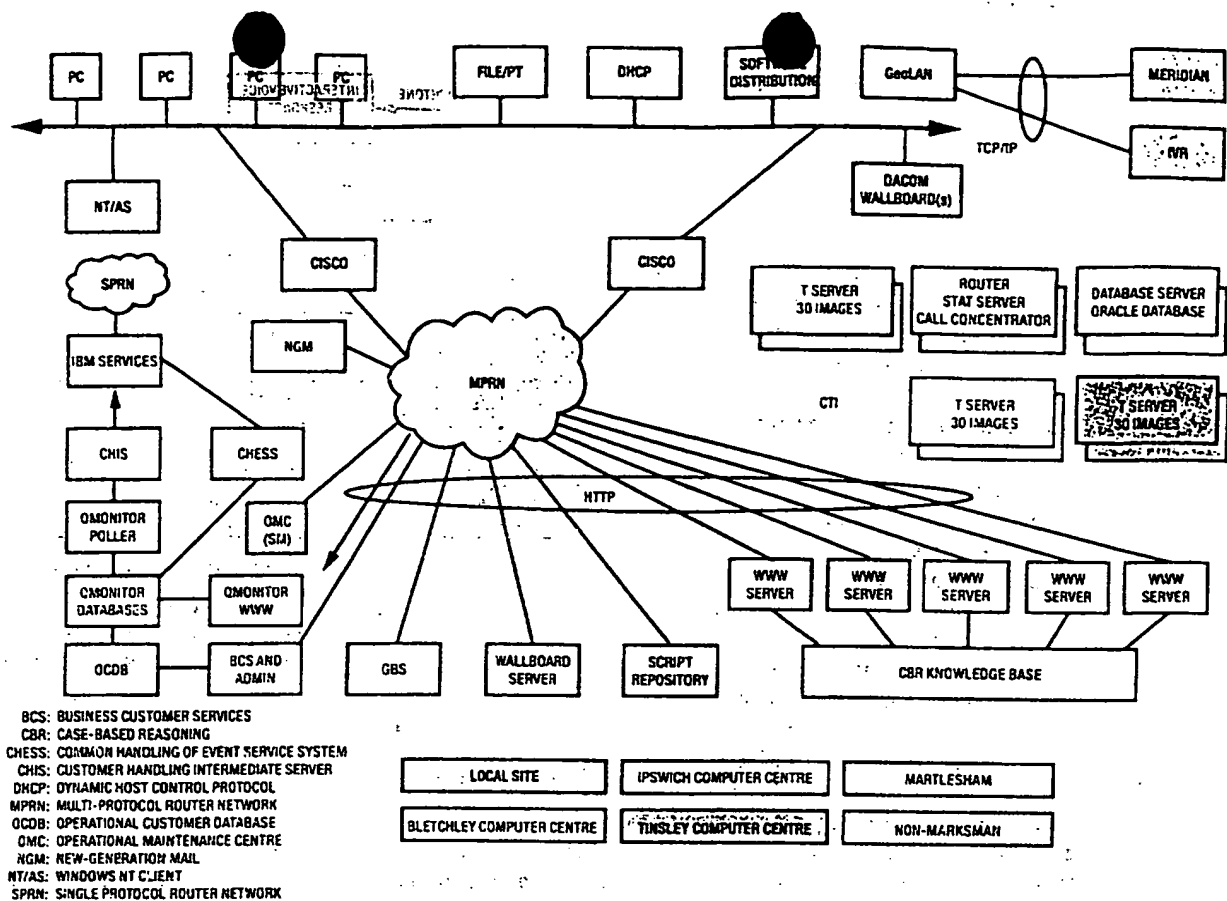 PC
PC
PC
PC
FILE/PT
DHCP
DISTRIBUTION
GeoLAN
MERIDIAN
IVR
TCP/IP
NT/AS
DACOM
WALLBOARD(s)
CISCO
CISCO
SPRN
IBM SERVICES
NGM
MPRN
T SERVER
30 IMAGES
ROUTER
STAT SERVER
CALL CONCENTRATOR
DATABASE SERVER
ORACLE DATABASE
CTI
T SERVER
30 IMAGES
T SERVER
30 IMAGES
CHIS
CHESS
HTTP
QMONITOR
POLLER
OMC
(SM)
QMONITOR
DATABASES
QMONITOR
WWW
OCDB
BCS AND
ADMIN
GBS
WALLBOARD
SERVER
SCRIPT
REPOSITORY
WWW
SERVER
WWW
SERVER
WWW
SERVER
WWW
SERVER
WWW
SERVER
CBR KNOWLEDGE BASE
BCS: BUSINESS CUSTOMER SERVICES
CBR: CASE-BASED REASONING
CHESS: COMMON HANDLING OF EVENT SERVICE SYSTEM
CHIS: CUSTOMER HANDLING INTERMEDIATE SERVER
DHCP: DYNAMIC HOST CONTROL PROTOCOL
MPRN: MULTI-PROTOCOL ROUTER NETWORK
OCDB: OPERATIONAL CUSTOMER DATABASE
OMC: OPERATIONAL MAINTENANCE CENTRE
NGM: NEW-GENERATION MAIL
NT/AS: WINDOWS NT CLIENT
SPRN: SINGLE PROTOCOL ROUTER NETWORK
LOCAL SITE
IPSWICH COMPUTER CENTRE
MARTLESHAM
BLETCHLEY COMPUTER CENTRE
TINSLEY COMPUTER CENTRE
NON-MARKSMAN